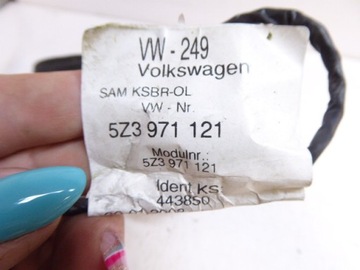 VW - 249
Volkswagen
SAM KSBR-OL
VW - Nr.
5Z3 971 121
Modulnr.:
5Z3 971 121
Ident KS:
443850